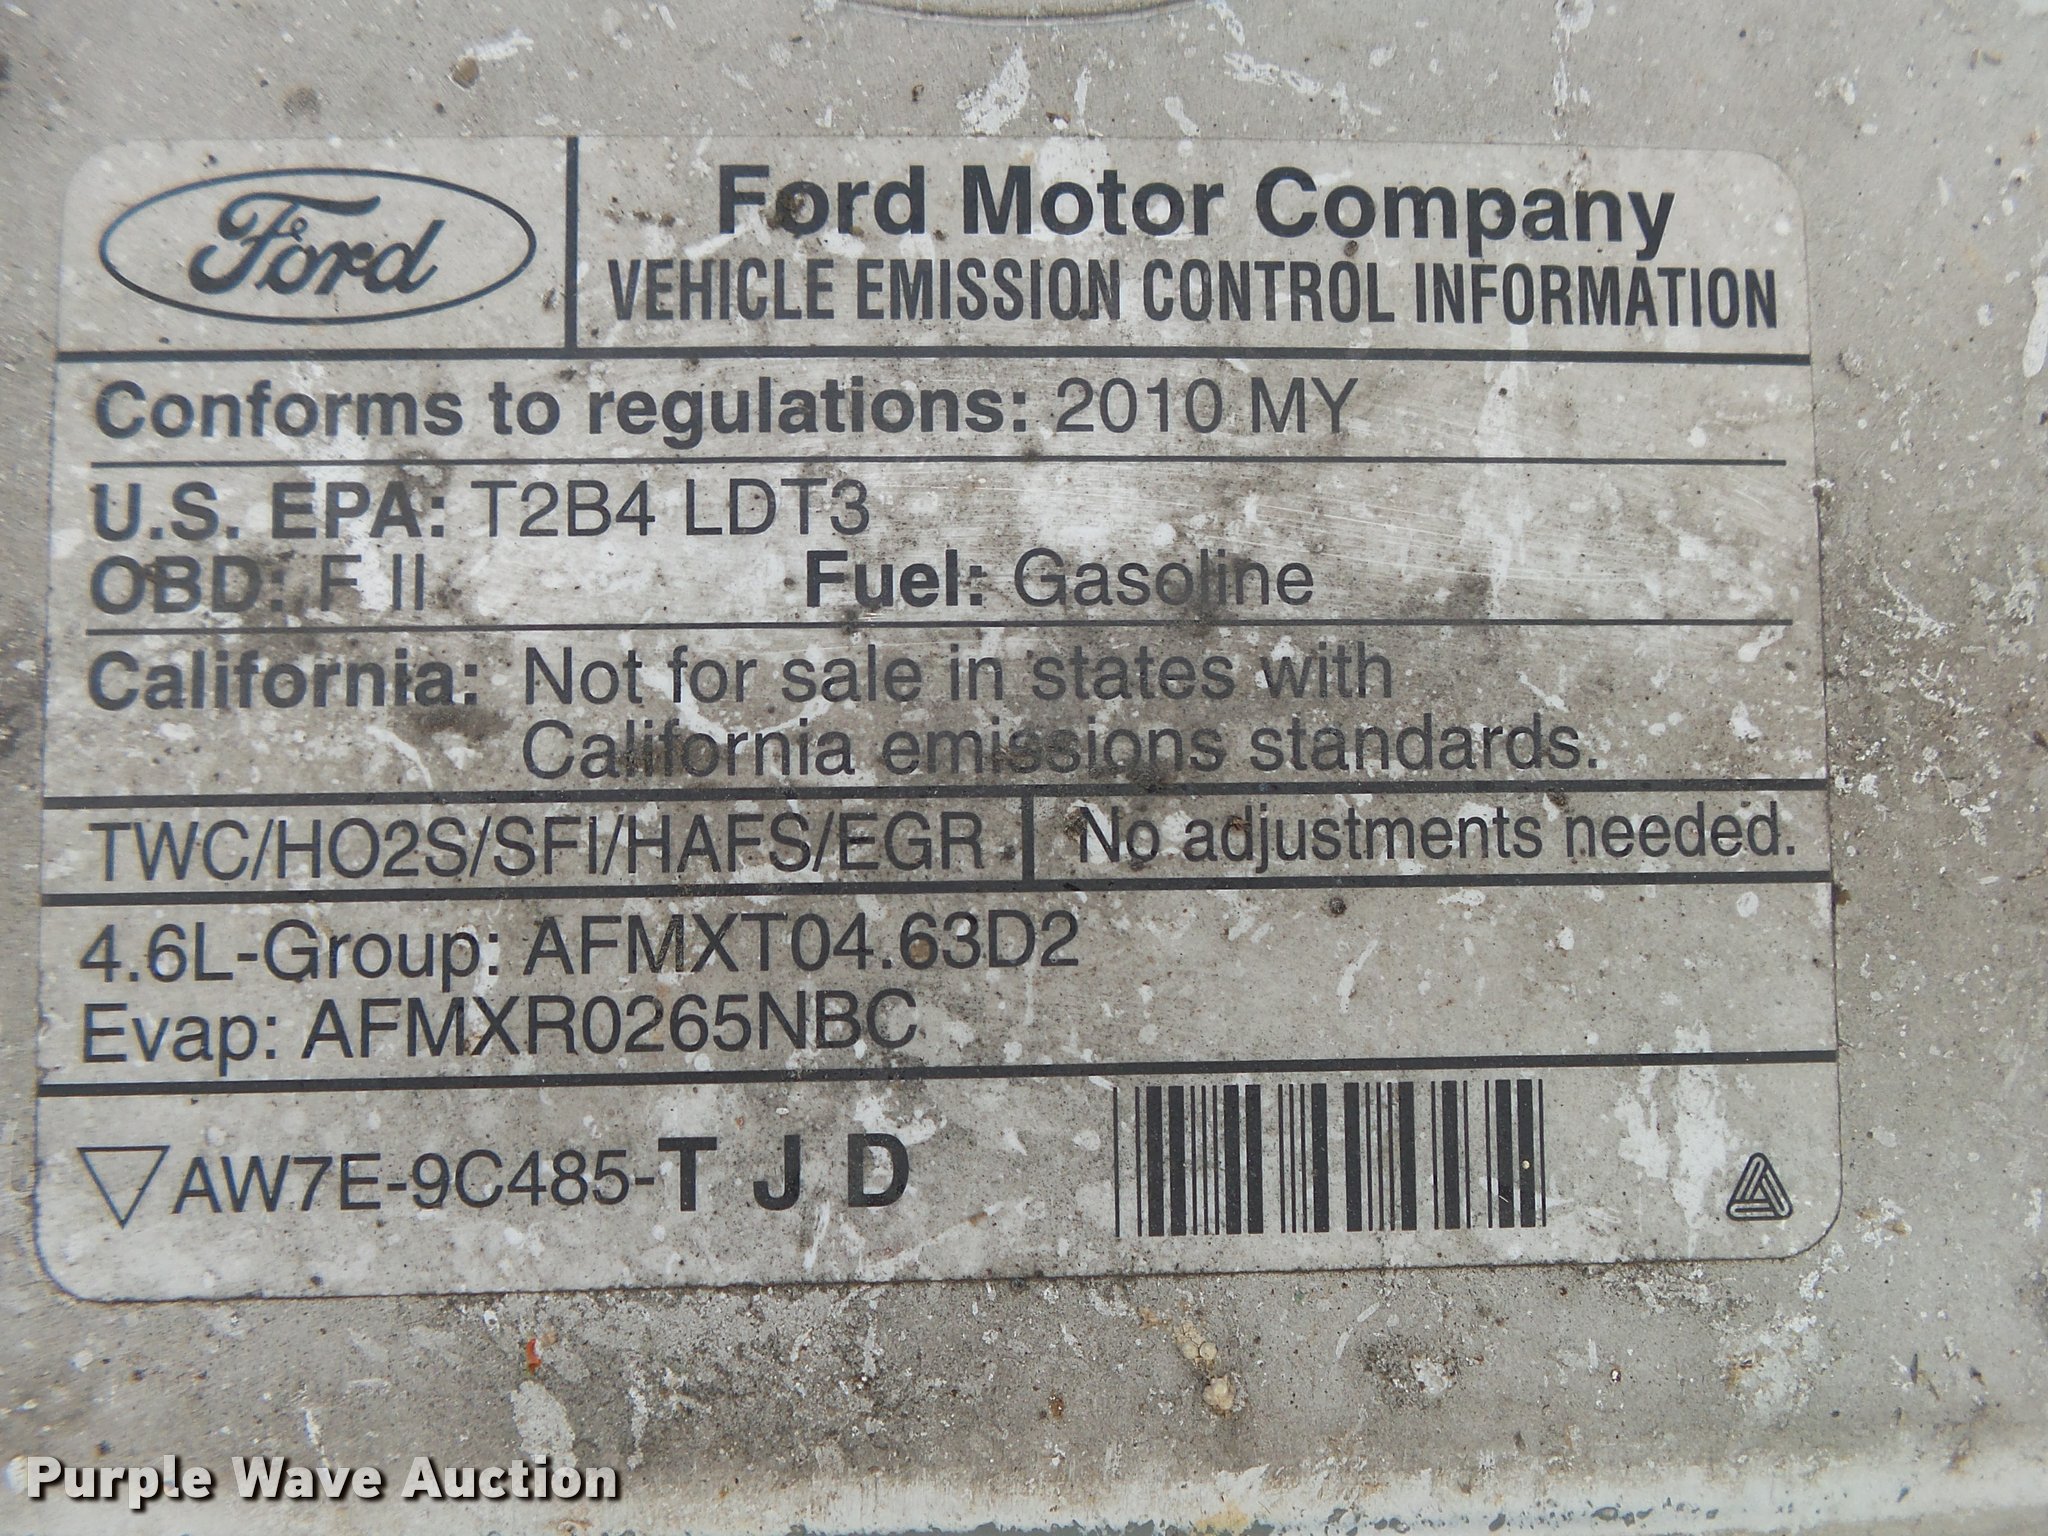 Ford
Ford Motor Company
VEHICLE EMISSION CONTROL INFORMATION
Conforms to regulations: 2010 MY
U.S. EPA: T2B4 LDT3
OBD: F II Fuel: Gasoline
California: Not for sale in states with
California emissions standards.
TWC/HO2S/SFI/HAFS/EGR No adjustments needed.
4.6L-Group: AFMXT04.63D2
Evap: AFMXR0265NBC
AW7E-9C485-T J D
Purple Wave Auction